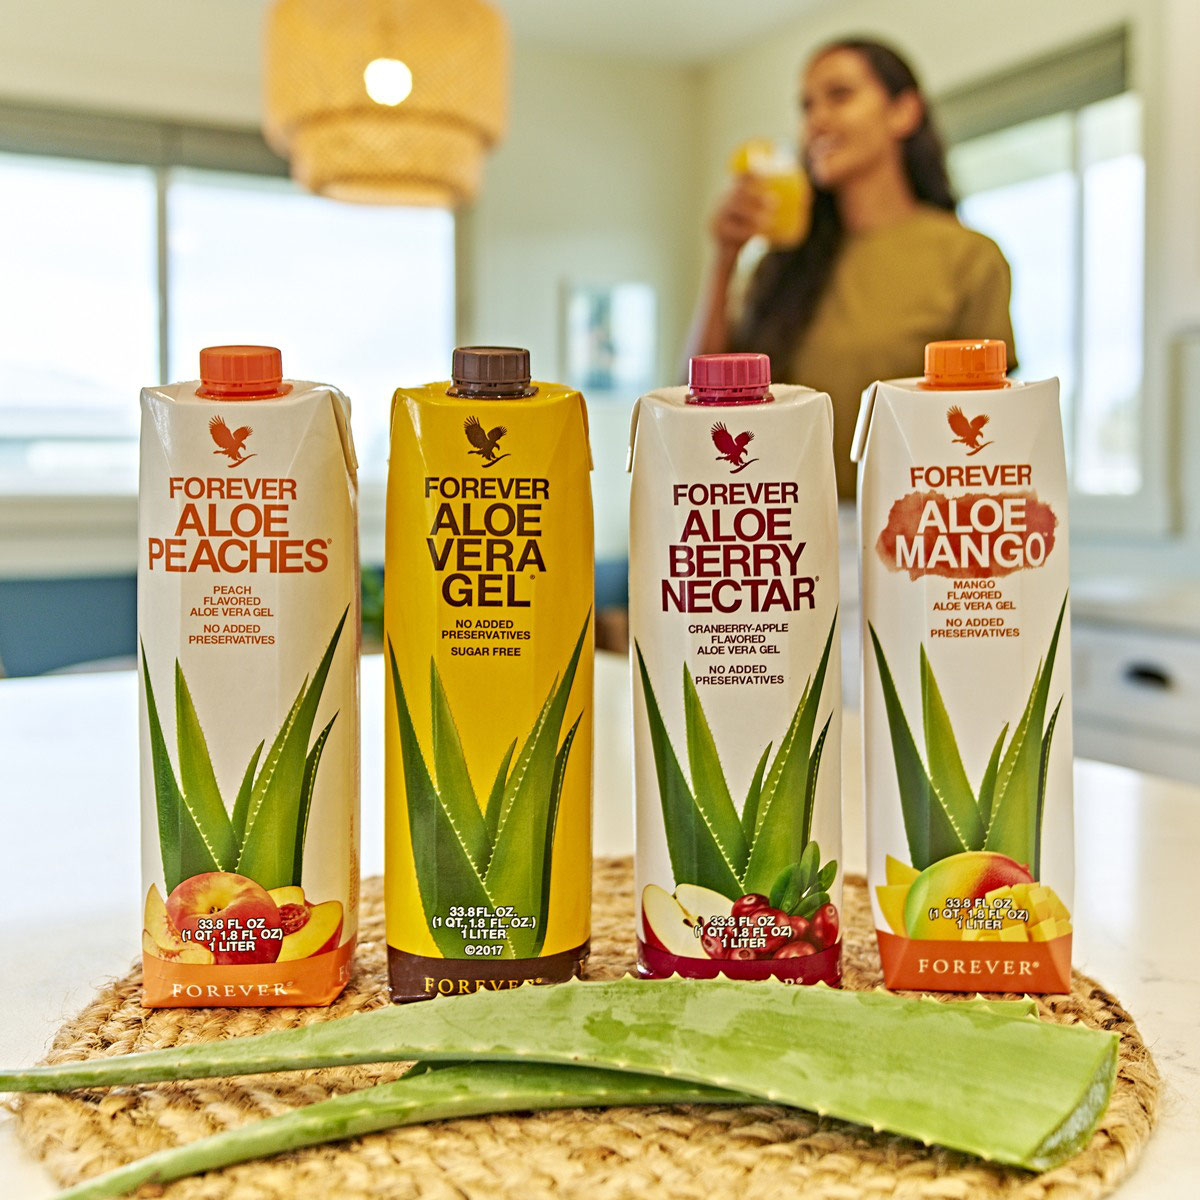 FOREVER
ALOE
PEACHES®
PEACH
FLAVORED
ALOE VERA GEL
NO ADDED
PRESERVATIVES
33.8 FL OZ
(1 QT, 1.8 FL OZ)
1 LITER
FOREVER®
FOREVER
ALOE
VERA
GEL®
NO ADDED
PRESERVATIVES
SUGAR FREE
33.8 FL. OZ.
(1 QT, 1.8 FL. OZ.)
1 LITER
©2017
FOREVER®
FOREVER
ALOE
BERRY
NECTAR®
CRANBERRY-APPLE
FLAVORED
ALOE VERA GEL
NO ADDED
PRESERVATIVES
33.8 FL OZ
(1 QT, 1.8 FL OZ)
1 LITER
FOREVER®
FOREVER
ALOE
MANGO
MANGO
FLAVORED
ALOE VERA GEL
NO ADDED
PRESERVATIVES
33.8 FL OZ
(1 QT, 1.8 FL OZ)
1 LITER
FOREVER®